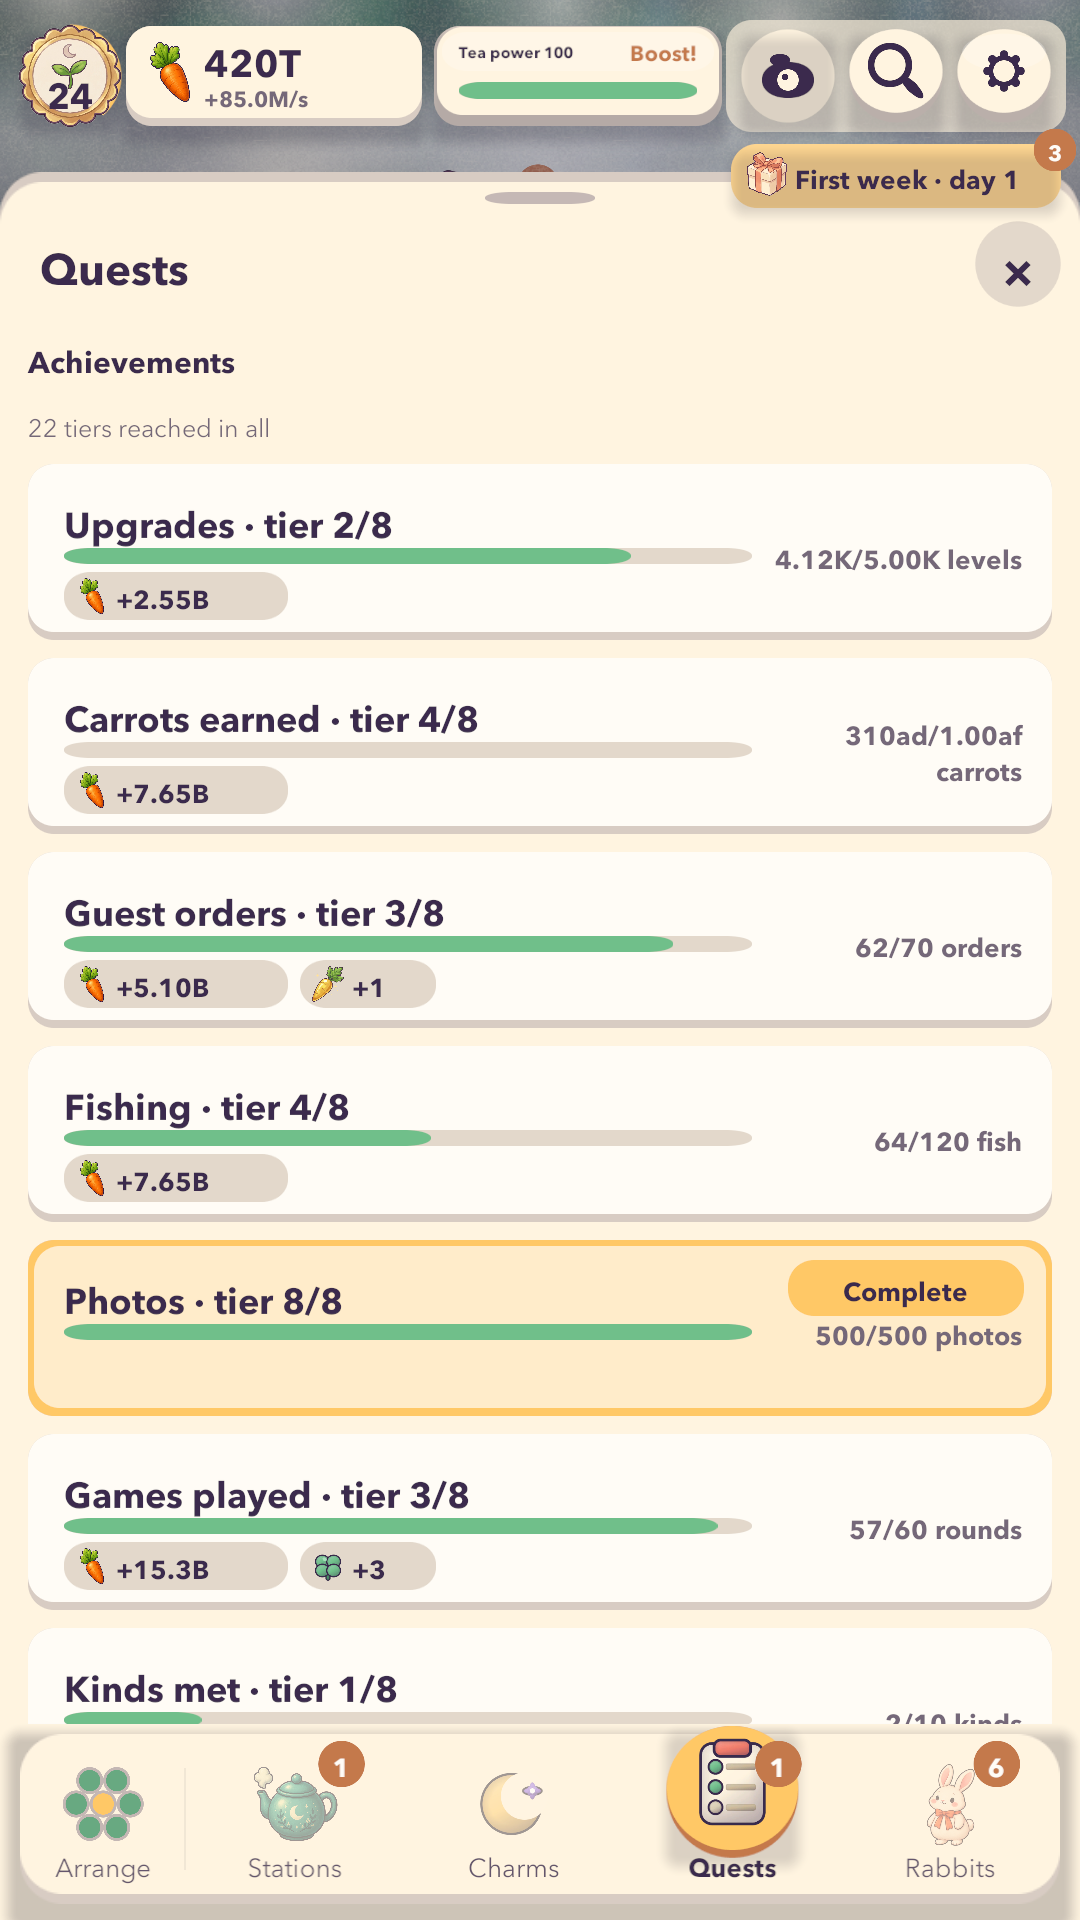 24
420T
+85.0M/s
Tea power 100
Boost!
3
First week · day 1
Quests
Achievements
22 tiers reached in all
Upgrades · tier 2/8
4.12K/5.00K levels
+2.55B
Carrots earned · tier 4/8
310ad/1.00af
carrots
+7.65B
Guest orders · tier 3/8
62/70 orders
+5.10B
+1
Fishing · tier 4/8
64/120 fish
+7.65B
Photos · tier 8/8
Complete
500/500 photos
Games played · tier 3/8
57/60 rounds
+15.3B
+3
Kinds met · tier 1/8
2/10 kinds
1
1
6
Arrange
Stations
Charms
Quests
Rabbits